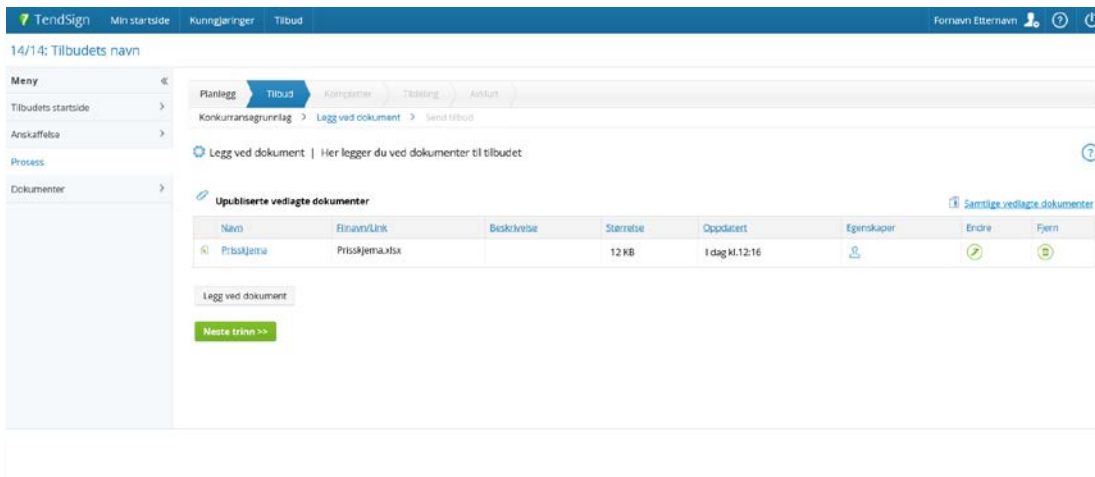 TendSign Min startside Kunngjøringer Tilbud Fornavn Etternavn
14/14: Tilbudets navn
Meny
Tilbudets startside
Anskaffelse
Prosess
Dokumenter
Planlegg Tilbud Kompletter Tildeling Avslutt
Konkurransegrunnlag > Legg ved dokument > Send tilbud
Legg ved dokument | Her legger du ved dokumenter til tilbudet
Upubliserte vedlagte dokumenter
Samtlige vedlagte dokumenter
Navn Filnavn/Link Beskrivelse Størrelse Oppdatert Egenskaper Endre Fjern
Prisskjema Prisskjema.xlsx 12 KB I dag kl.12:16
Legg ved dokument
Neste trinn >>